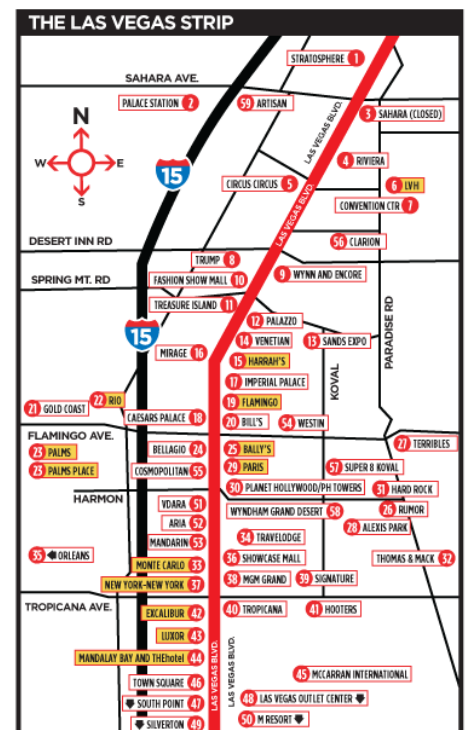 THE LAS VEGAS STRIP
STRATOSPHERE 1
SAHARA AVE.
PALACE STATION 2
59 ARTISAN
LAS VEGAS BLVD.
3 SAHARA (CLOSED)
N
W E
S
15
4 RIVIERA
CIRCUS CIRCUS 5
6 LVH
CONVENTION CTR 7
LAS VEGAS BLVD.
DESERT INN RD
56 CLARION
TRUMP 8
SPRING MT. RD
FASHION SHOW MALL 10
9 WYNN AND ENCORE
TREASURE ISLAND 11
12 PALAZZO
PARADISE RD
15
14 VENETIAN
13 SANDS EXPO
MIRAGE 16
15 HARRAH'S
KOVAL
17 IMPERIAL PALACE
22 RIO
21 GOLD COAST
19 FLAMINGO
CAESARS PALACE 18
20 BILL'S
54 WESTIN
FLAMINGO AVE.
27 TERRIBLES
23 PALMS
BELLAGIO 24
25 BALLY'S
23 PALMS PLACE
COSMOPOLITAN 55
29 PARIS
57 SUPER 8 KOVAL
HARMON
30 PLANET HOLLYWOOD/PH TOWERS
31 HARD ROCK
VDARA 51
WYNDHAM GRAND DESERT 58
26 RUMOR
ARIA 52
28 ALEXIS PARK
MANDARIN 53
34 TRAVELODGE
35 ORLEANS
36 SHOWCASE MALL
THOMAS & MACK 32
MONTE CARLO 33
NEW YORK-NEW YORK 37
38 MGM GRAND
39 SIGNATURE
TROPICANA AVE.
EXCALIBUR 42
40 TROPICANA
41 HOOTERS
LUXOR 43
MANDALAY BAY AND THEhotel 44
LAS VEGAS BLVD.
LAS VEGAS BLVD.
TOWN SQUARE 46
45 MCCARRAN INTERNATIONAL
SOUTH POINT 47
48 LAS VEGAS OUTLET CENTER
SILVERTON 49
50 M RESORT